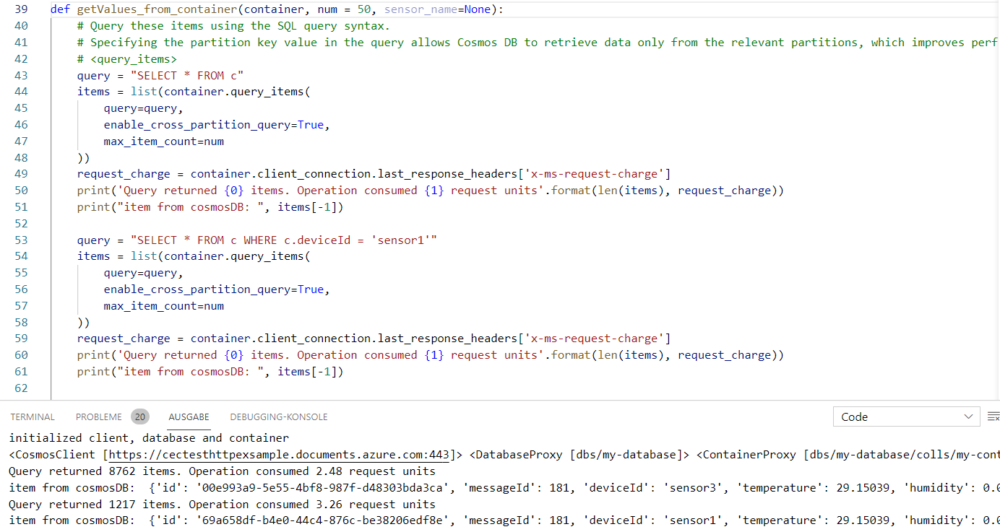 39 def getValues_from_container(container, num = 50, sensor_name=None):
40 # Query these items using the SQL query syntax.
41 # Specifying the partition key value in the query allows Cosmos DB to retrieve data only from the relevant partitions, which improves perf
42 # <query_items>
43 query = "SELECT * FROM c"
44 items = list(container.query_items(
45 query=query,
46 enable_cross_partition_query=True,
47 max_item_count=num
48 ))
49 request_charge = container.client_connection.last_response_headers['x-ms-request-charge']
50 print('Query returned {0} items. Operation consumed {1} request units'.format(len(items), request_charge))
51 print("item from cosmosDB: ", items[-1])
52
53 query = "SELECT * FROM c WHERE c.deviceId = 'sensor1'"
54 items = list(container.query_items(
55 query=query,
56 enable_cross_partition_query=True,
57 max_item_count=num
58 ))
59 request_charge = container.client_connection.last_response_headers['x-ms-request-charge']
60 print('Query returned {0} items. Operation consumed {1} request units'.format(len(items), request_charge))
61 print("item from cosmosDB: ", items[-1])
62
TERMINAL PROBLEME 20 AUSGABE DEBUGGING-KONSOLE Code
initialized client, database and container
<CosmosClient [https://cectesthttpexsample.documents.azure.com:443]> <DatabaseProxy [dbs/my-database]> <ContainerProxy [dbs/my-database/colls/my-cont
Query returned 8762 items. Operation consumed 2.48 request units
item from cosmosDB:  {'id': '00e993a9-5e55-4bf8-987f-d48303bda3ca', 'messageId': 181, 'deviceId': 'sensor3', 'temperature': 29.15039, 'humidity': 0.0
Query returned 1217 items. Operation consumed 3.26 request units
item from cosmosDB:  {'id': '69a658df-b4e0-44c4-876c-be38206edf8e', 'messageId': 181, 'deviceId': 'sensor1', 'temperature': 29.15039, 'humidity': 0.0